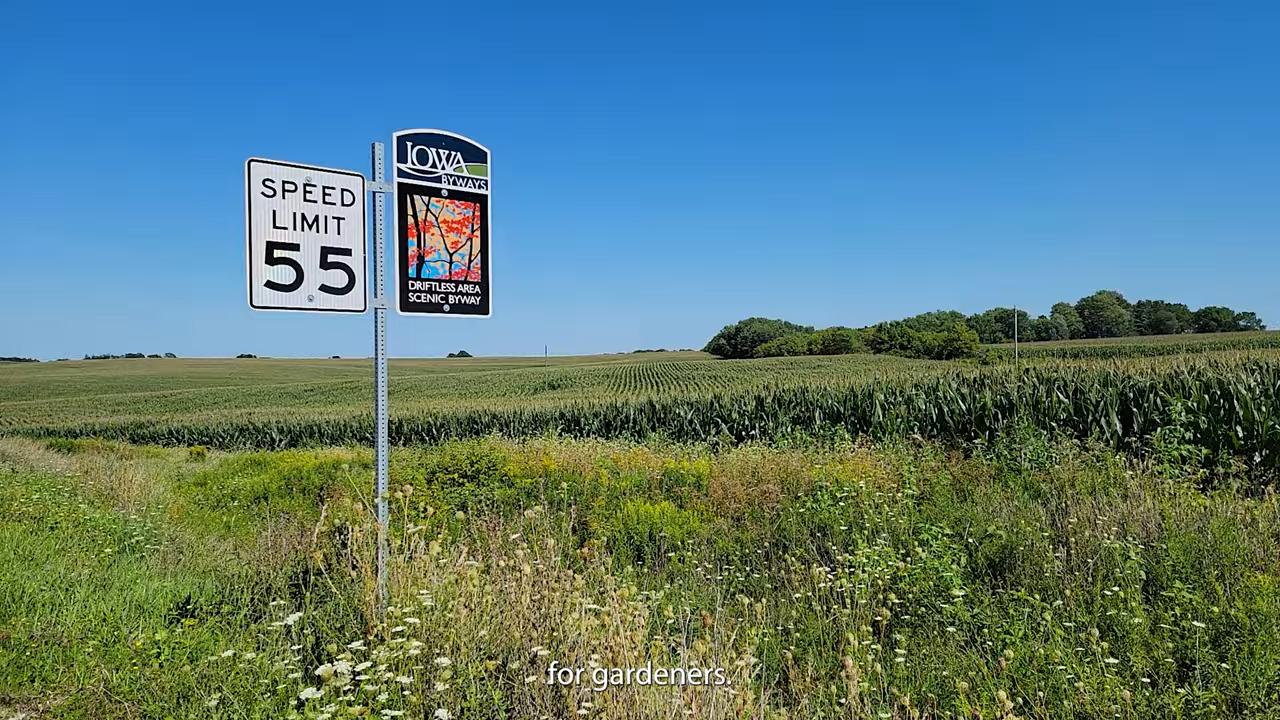 SPEED
LIMIT
55
IOWA
BYWAYS
DRIFTLESS AREA
SCENIC BYWAY
for gardeners.